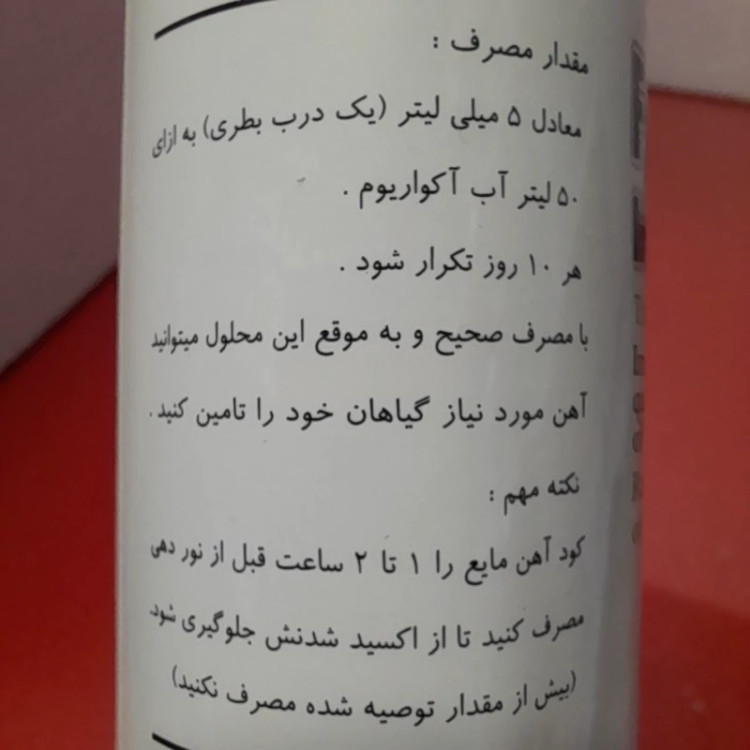 مقدار مصرف :
معادل ۵ میلی لیتر (یک درب بطری) به ازای
۵۰ لیتر آب آکواریوم .
هر ۱۰ روز تکرار شود .
با مصرف صحیح و به موقع این محلول میتوانید
آهن مورد نیاز گیاهان خود را تامین کنید .
نکته مهم :
کود آهن مایع را ۱ تا ۲ ساعت قبل از نور دهی
مصرف کنید تا از اکسید شدنش جلوگیری شود.
(بیش از مقدار توصیه شده مصرف نکنید)